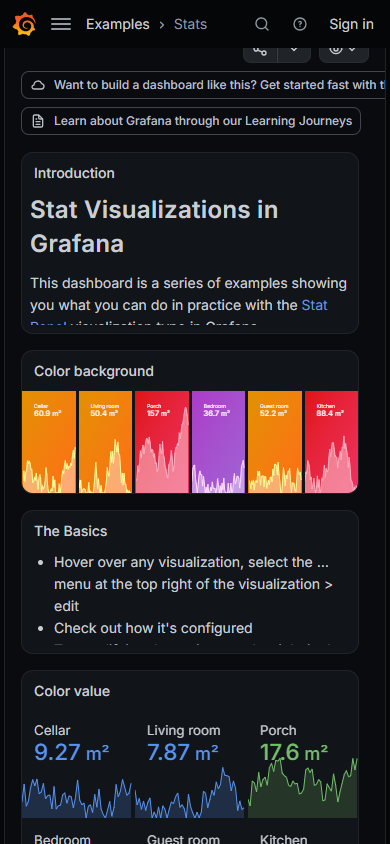 Examples > Stats Sign in
Want to build a dashboard like this? Get started fast with
Learn about Grafana through our Learning Journeys
Introduction
Stat Visualizations in
Grafana
This dashboard is a series of examples showing
you what you can do in practice with the Stat
Color background
Cellar Living room Porch Bedroom Guest room Kitchen
60.9 m² 50.4 m² 157 m² 36.7 m² 52.2 m² 88.4 m²
The Basics
• Hover over any visualization, select the ...
menu at the top right of the visualization >
edit
• Check out how it's configured
Color value
Cellar Living room Porch
9.27 m² 7.87 m² 17.6 m²
Bedroom Guest room Kitchen